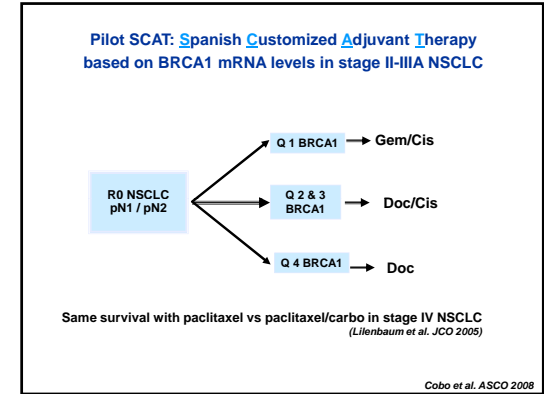 Pilot SCAT: Spanish Customized Adjuvant Therapy
based on BRCA1 mRNA levels in stage II-IIIA NSCLC
Q 1 BRCA1
Gem/Cis
R0 NSCLC
pN1 / pN2
Q 2 & 3
BRCA1
Doc/Cis
Q 4 BRCA1
Doc
Same survival with paclitaxel vs paclitaxel/carbo in stage IV NSCLC
(Lilenbaum et al. JCO 2005)
Cobo et al. ASCO 2008